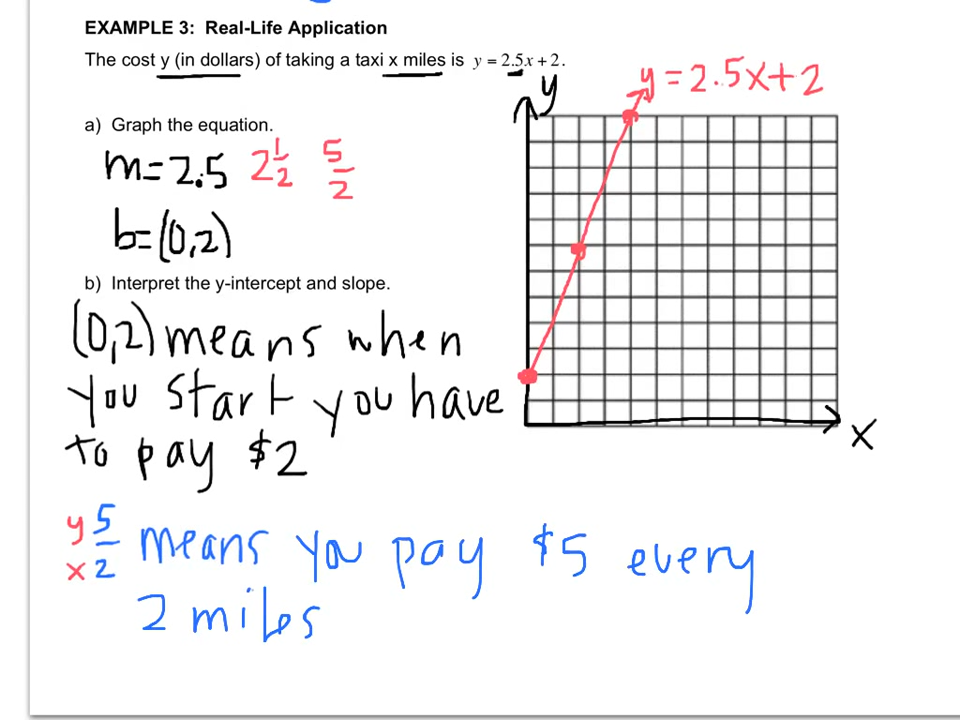 EXAMPLE 3: Real-Life Application
The cost y (in dollars) of taking a taxi x miles is y = 2.5x + 2.
y
y = 2.5x + 2
a) Graph the equation.
m = 2.5 2 1/2 5/2
b = (0,2)
b) Interpret the y-intercept and slope.
(0,2) means when
you start you have
to pay $2
x
y 5
x 2
means you pay $5 every
2 miles